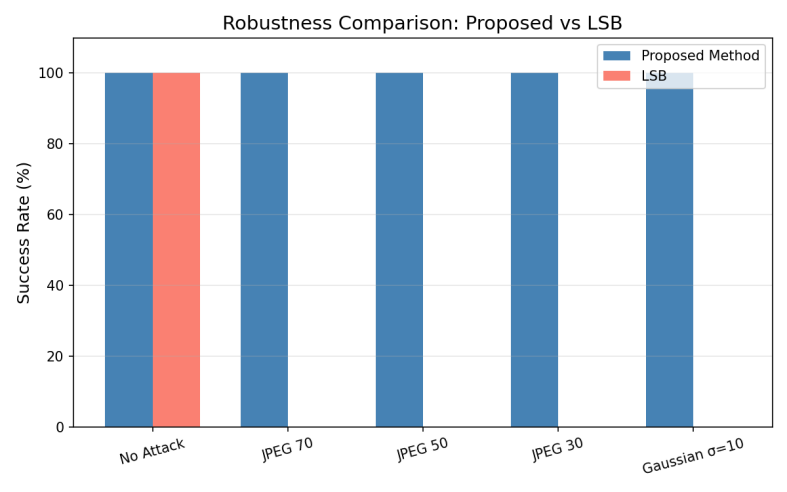 Robustness Comparison: Proposed vs LSB
Proposed Method
LSB
Success Rate (%)
100
80
60
40
20
0
No Attack
JPEG 70
JPEG 50
JPEG 30
Gaussian σ=10